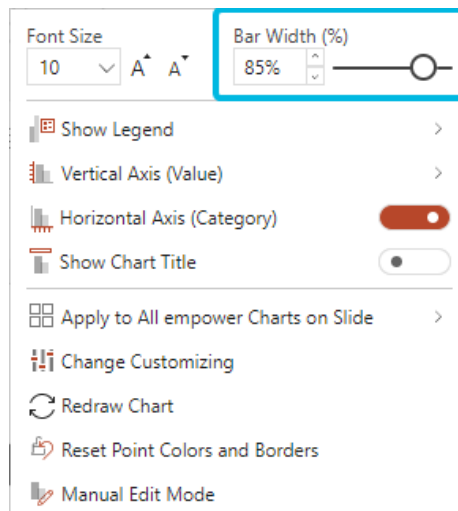 Font Size
Bar Width (%)
10
A A
85%
Show Legend
Vertical Axis (Value)
Horizontal Axis (Category)
Show Chart Title
Apply to All empower Charts on Slide
Change Customizing
Redraw Chart
Reset Point Colors and Borders
Manual Edit Mode